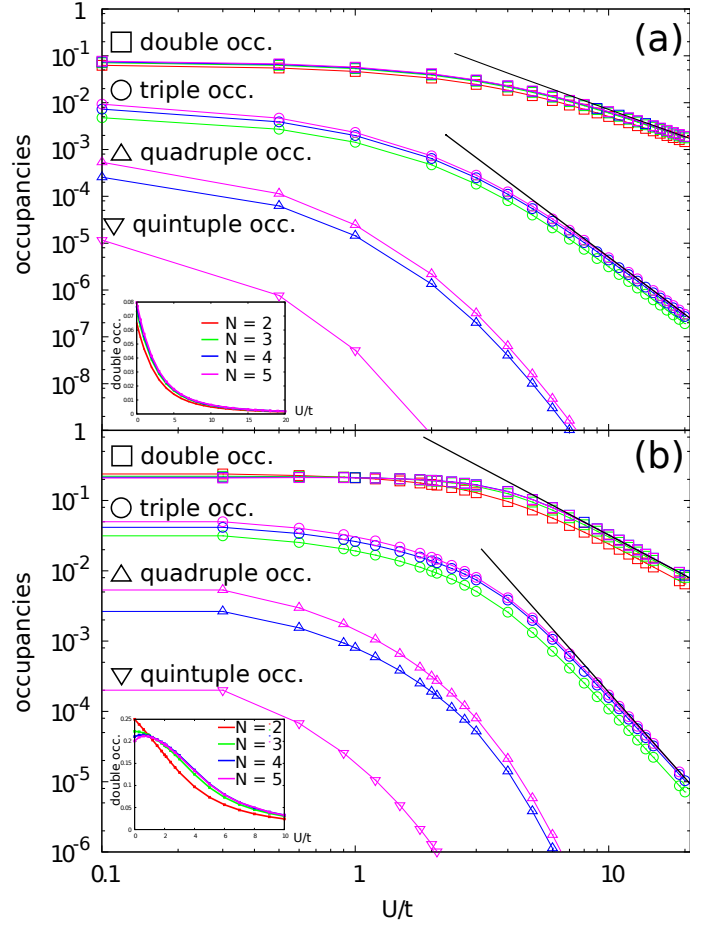 1
10^-1
10^-2
10^-3
10^-4
10^-5
10^-6
10^-7
10^-8
occupancies
(a)
double occ.
triple occ.
quadruple occ.
quintuple occ.
0.08
0.07
0.06
0.05
0.04
0.03
0.02
0.01
0
double occ.
N = 2
N = 3
N = 4
N = 5
0 5 10 15 20
U/t
1
10^-1
10^-2
10^-3
10^-4
10^-5
10^-6
occupancies
(b)
double occ.
triple occ.
quadruple occ.
quintuple occ.
0.25
0.2
0.15
0.1
0.05
0
double occ.
N = 2
N = 3
N = 4
N = 5
0 2 4 6 8 10
U/t
0.1 1 10
U/t